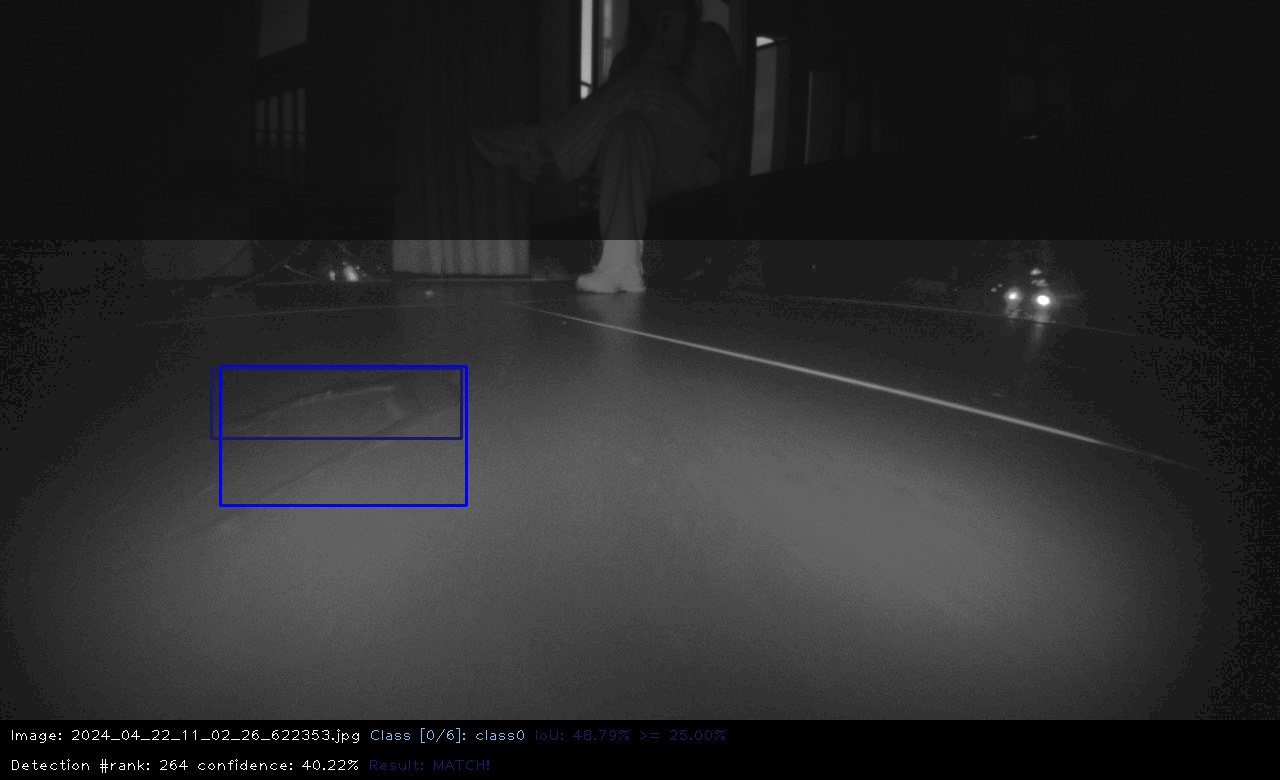 Image: 2024_04_22_11_02_26_622353.jpg Class [0/6]: class0 IoU: 48.79% >= 25.00%
Detection #rank: 264 confidence: 40.22% Result: MATCH!